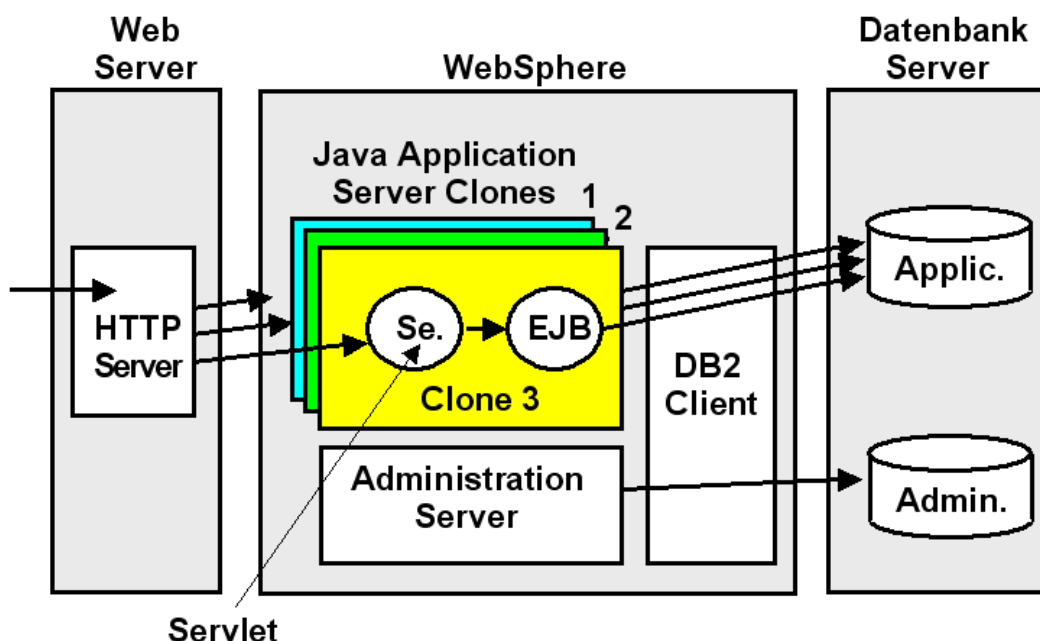 Web
Server
WebSphere
Datenbank
Server
Java Application
Server Clones
1
2
HTTP
Server
Se.
EJB
Clone 3
DB2
Client
Applic.
Administration
Server
Admin.
Servlet